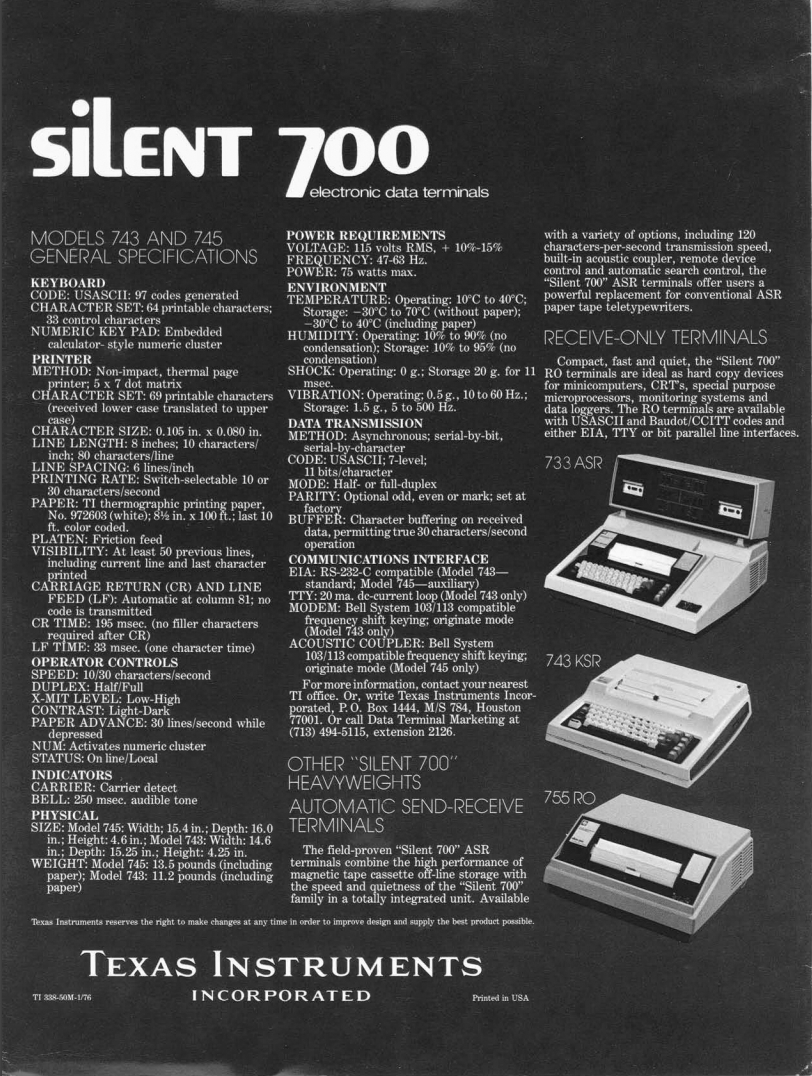 silent 700
electronic data terminals
MODELS 743 AND 745
GENERAL SPECIFICATIONS
KEYBOARD
CODE: USASCII: 97 codes generated
CHARACTER SET: 64 printable characters;
33 control characters
NUMERIC KEY PAD: Embedded
calculator- style numeric cluster
PRINTER
METHOD: Non-impact, thermal page
printer; 5 x 7 dot matrix
CHARACTER SET: 69 printable characters
(received lower case translated to upper
case)
CHARACTER SIZE: 0.105 in. x 0.080 in.
LINE LENGTH: 8 inches; 10 characters/
inch; 80 characters/line
LINE SPACING: 6 lines/inch
PRINTING RATE: Switch-selectable 10 or
30 characters/second
PAPER: TI thermographic printing paper,
No. 972603 (white); 8½ in. x 100 ft.; last 10
ft. color coded.
PLATEN: Friction feed
VISIBILITY: At least 50 previous lines,
including current line and last character
printed
CARRIAGE RETURN (CR) AND LINE
FEED (LF): Automatic at column 81; no
code is transmitted
CR TIME: 195 msec. (no filler characters
required after CR)
LF TIME: 33 msec. (one character time)
OPERATOR CONTROLS
SPEED: 10/30 characters/second
DUPLEX: Half/Full
X-MIT LEVEL: Low-High
CONTRAST: Light-Dark
PAPER ADVANCE: 30 lines/second while
depressed
NUM: Activates numeric cluster
STATUS: On line/Local
INDICATORS
CARRIER: Carrier detect
BELL: 250 msec. audible tone
PHYSICAL
SIZE: Model 745: Width; 15.4 in.; Depth: 16.0
in.; Height: 4.6 in.; Model 743: Width: 14.6
in.; Depth: 15.25 in.; Height: 4.25 in.
WEIGHT: Model 745: 13.5 pounds (including
paper); Model 743: 11.2 pounds (including
paper)
POWER REQUIREMENTS
VOLTAGE: 115 volts RMS, + 10%-15%
FREQUENCY: 47-63 Hz.
POWER: 75 watts max.
ENVIRONMENT
TEMPERATURE: Operating: 10°C to 40°C;
Storage: −30°C to 70°C (without paper);
−30°C to 40°C (including paper)
HUMIDITY: Operating: 10% to 90% (no
condensation); Storage: 10% to 95% (no
condensation)
SHOCK: Operating: 0 g.; Storage 20 g. for 11
msec.
VIBRATION: Operating; 0.5 g., 10 to 60 Hz.;
Storage: 1.5 g., 5 to 500 Hz.
DATA TRANSMISSION
METHOD: Asynchronous; serial-by-bit,
serial-by-character
CODE: USASCII; 7-level;
11 bits/character
MODE: Half- or full-duplex
PARITY: Optional odd, even or mark; set at
factory
BUFFER: Character buffering on received
data, permitting true 30 characters/second
operation
COMMUNICATIONS INTERFACE
EIA: RS-232-C compatible (Model 743—
standard; Model 745—auxiliary)
TTY: 20 ma. dc-current loop (Model 743 only)
MODEM: Bell System 103/113 compatible
frequency shift keying; originate mode
(Model 743 only)
ACOUSTIC COUPLER: Bell System
103/113 compatible frequency shift keying;
originate mode (Model 745 only)
For more information, contact your nearest
TI office. Or, write Texas Instruments Incor-
porated, P. O. Box 1444, M/S 784, Houston
77001. Or call Data Terminal Marketing at
(713) 494-5115, extension 2126.
OTHER "SILENT 700"
HEAVYWEIGHTS
AUTOMATIC SEND-RECEIVE
TERMINALS
The field-proven “Silent 700” ASR
terminals combine the high performance of
magnetic tape cassette off-line storage with
the speed and quietness of the “Silent 700”
family in a totally integrated unit. Available
with a variety of options, including 120
characters-per-second transmission speed,
built-in acoustic coupler, remote device
control and automatic search control, the
“Silent 700” ASR terminals offer users a
powerful replacement for conventional ASR
paper tape teletypewriters.
RECEIVE-ONLY TERMINALS
Compact, fast and quiet, the “Silent 700”
RO terminals are ideal as hard copy devices
for minicomputers, CRT’s, special purpose
microprocessors, monitoring systems and
data loggers. The RO terminals are available
with USASCII and Baudot/CCITT codes and
either EIA, TTY or bit parallel line interfaces.
733 ASR
743 KSR
755 RO
Texas Instruments reserves the right to make changes at any time in order to improve design and supply the best product possible.
TEXAS INSTRUMENTS
INCORPORATED
TI 338-50M-1/76
Printed in USA